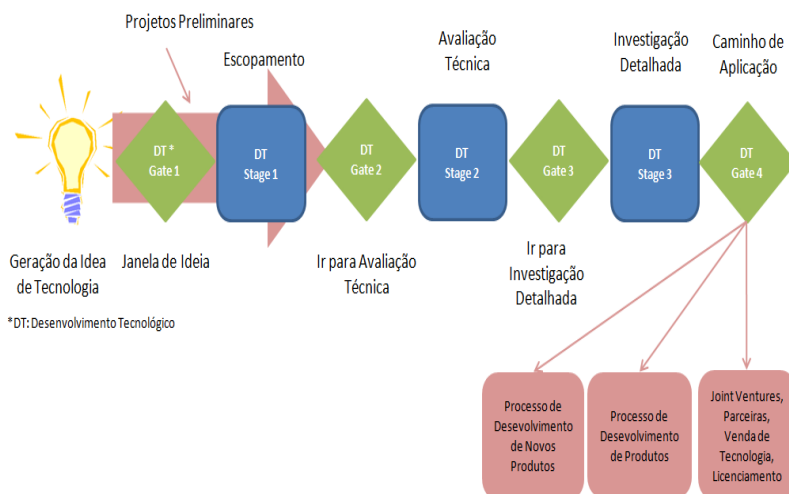 Projetos Preliminares
Escopamento
Avaliação
Técnica
Investigação
Detalhada
Caminho de
Aplicação
DT *
Gate 1
DT
Stage 1
DT
Gate 2
DT
Stage 2
DT
Gate 3
DT
Stage 3
DT
Gate 4
Geração da Idea
de Tecnologia
Janela de Ideia
Ir para Avaliação
Técnica
Ir para
Investigação
Detalhada
*DT: Desenvolvimento Tecnológico
Processo de
Desevolvimento
de Novos
Produtos
Processo de
Desevolvimento
de Produtos
Joint Ventures,
Parceiras,
Venda de
Tecnologia,
Licenciamento